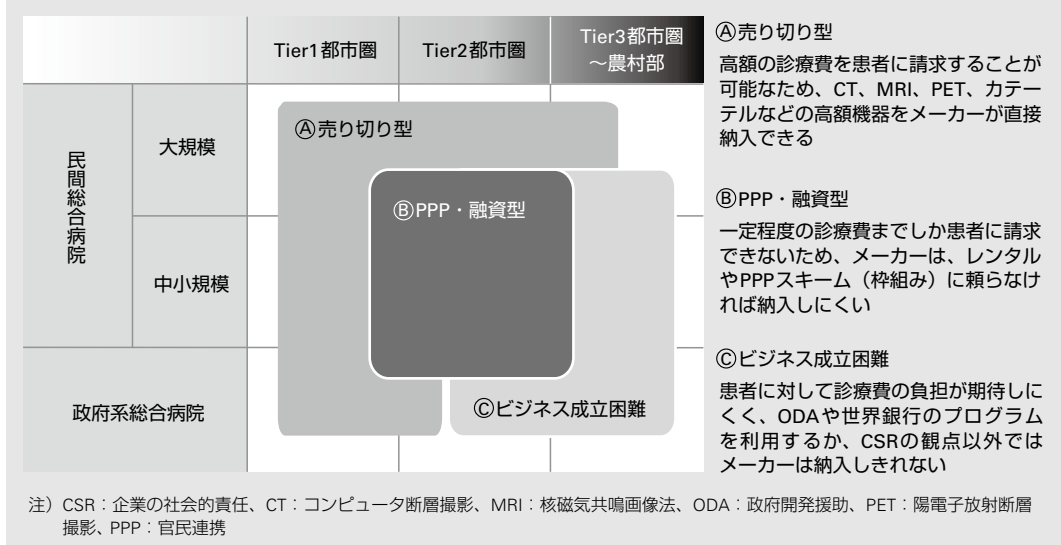 Tier1都市圏
Tier2都市圏
Tier3都市圏
～農村部
民間総合病院
大規模
中小規模
政府系総合病院
Ⓐ売り切り型
ⒷPPP・融資型
Ⓒビジネス成立困難
Ⓐ売り切り型
高額の診療費を患者に請求することが
可能なため、CT、MRI、PET、カテー
テルなどの高額機器をメーカーが直接
納入できる
ⒷPPP・融資型
一定程度の診療費までしか患者に請求
できないため、メーカーは、レンタル
やPPPスキーム（枠組み）に頼らなけ
れば納入しにくい
Ⓒビジネス成立困難
患者に対して診療費の負担が期待しに
くく、ODAや世界銀行のプログラム
を利用するか、CSRの観点以外では
メーカーは納入しきれない
注）CSR：企業の社会的責任、CT：コンピュータ断層撮影、MRI：核磁気共鳴画像法、ODA：政府開発援助、PET：陽電子放射断層
撮影、PPP：官民連携